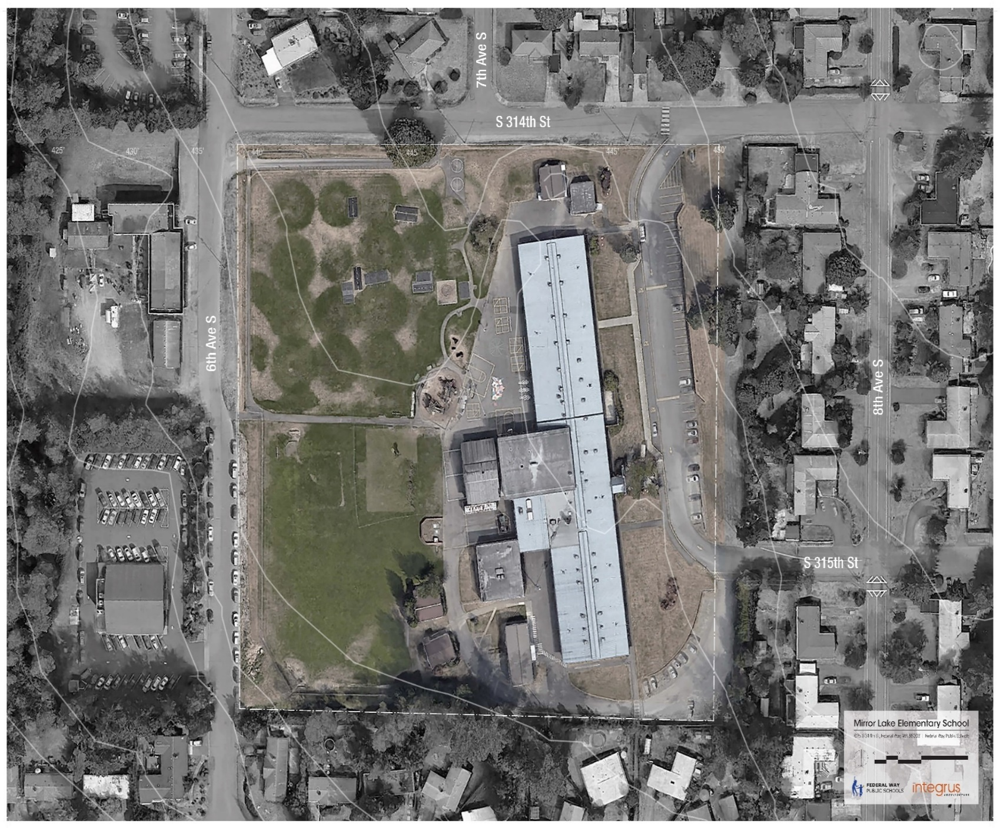 7th Ave S
S 314th St
425'
430'
435'
440'
445'
445'
450'
6th Ave S
8th Ave S
S 315th St
Mirror Lake Elementary School
FEDERAL WAY
PUBLIC SCHOOLS
integrus
ARCHITECTURE